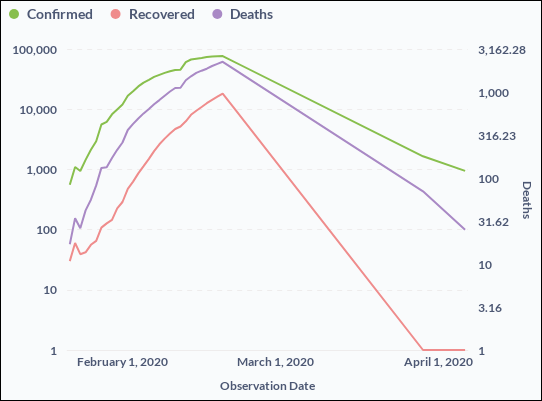 Confirmed Recovered Deaths
100,000 3,162.28
10,000 1,000
316.23
1,000 100
100 31.62
10
10 3.16
1 1
Deaths
February 1, 2020 March 1, 2020 April 1, 2020
Observation Date